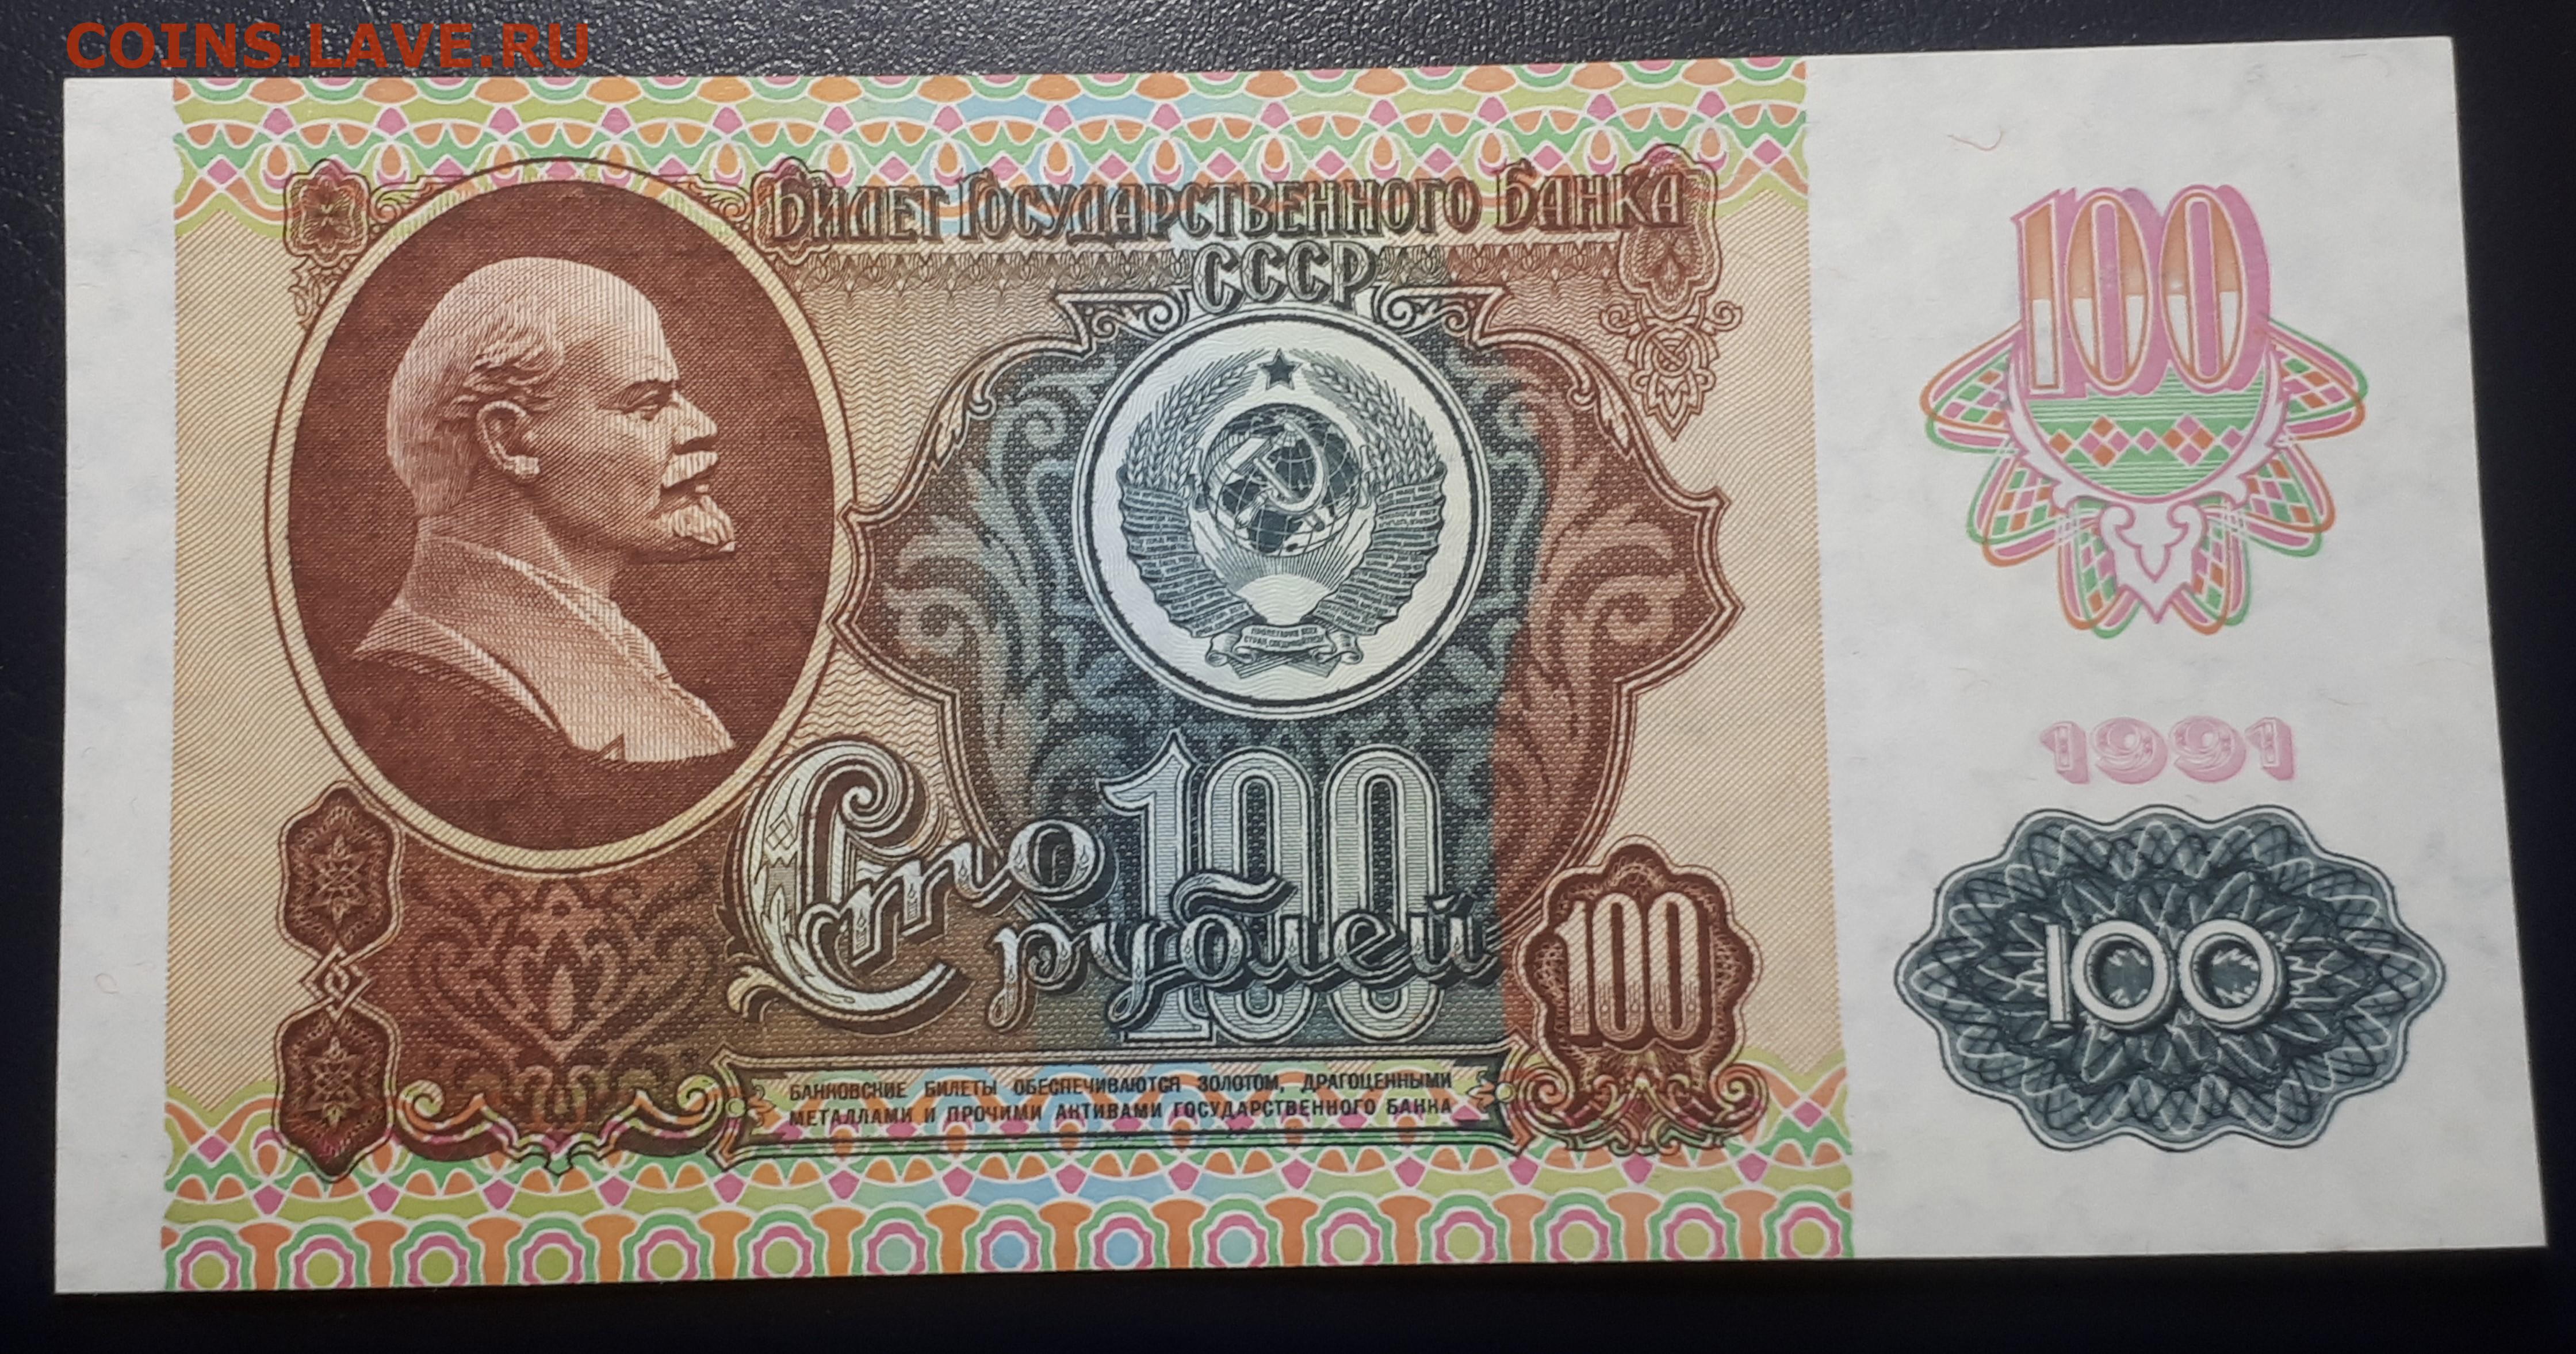 COINS.LAVE.RU
БИЛЕТ ГОСУДАРСТВЕННОГО БАНКА
СССР
100
1991
Сто 100
рублей
100
100
БАНКОВСКИЕ БИЛЕТЫ ОБЕСПЕЧИВАЮТСЯ ЗОЛОТОМ, ДРАГОЦЕННЫМИ
МЕТАЛЛАМИ И ПРОЧИМИ АКТИВАМИ ГОСУДАРСТВЕННОГО БАНКА